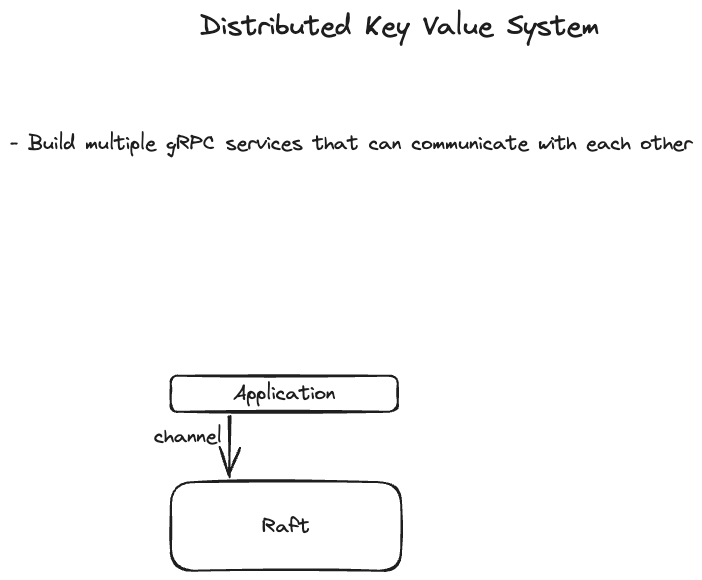 Distributed Key Value System
- Build multiple gRPC services that can communicate with each other
Application
channel
Raft